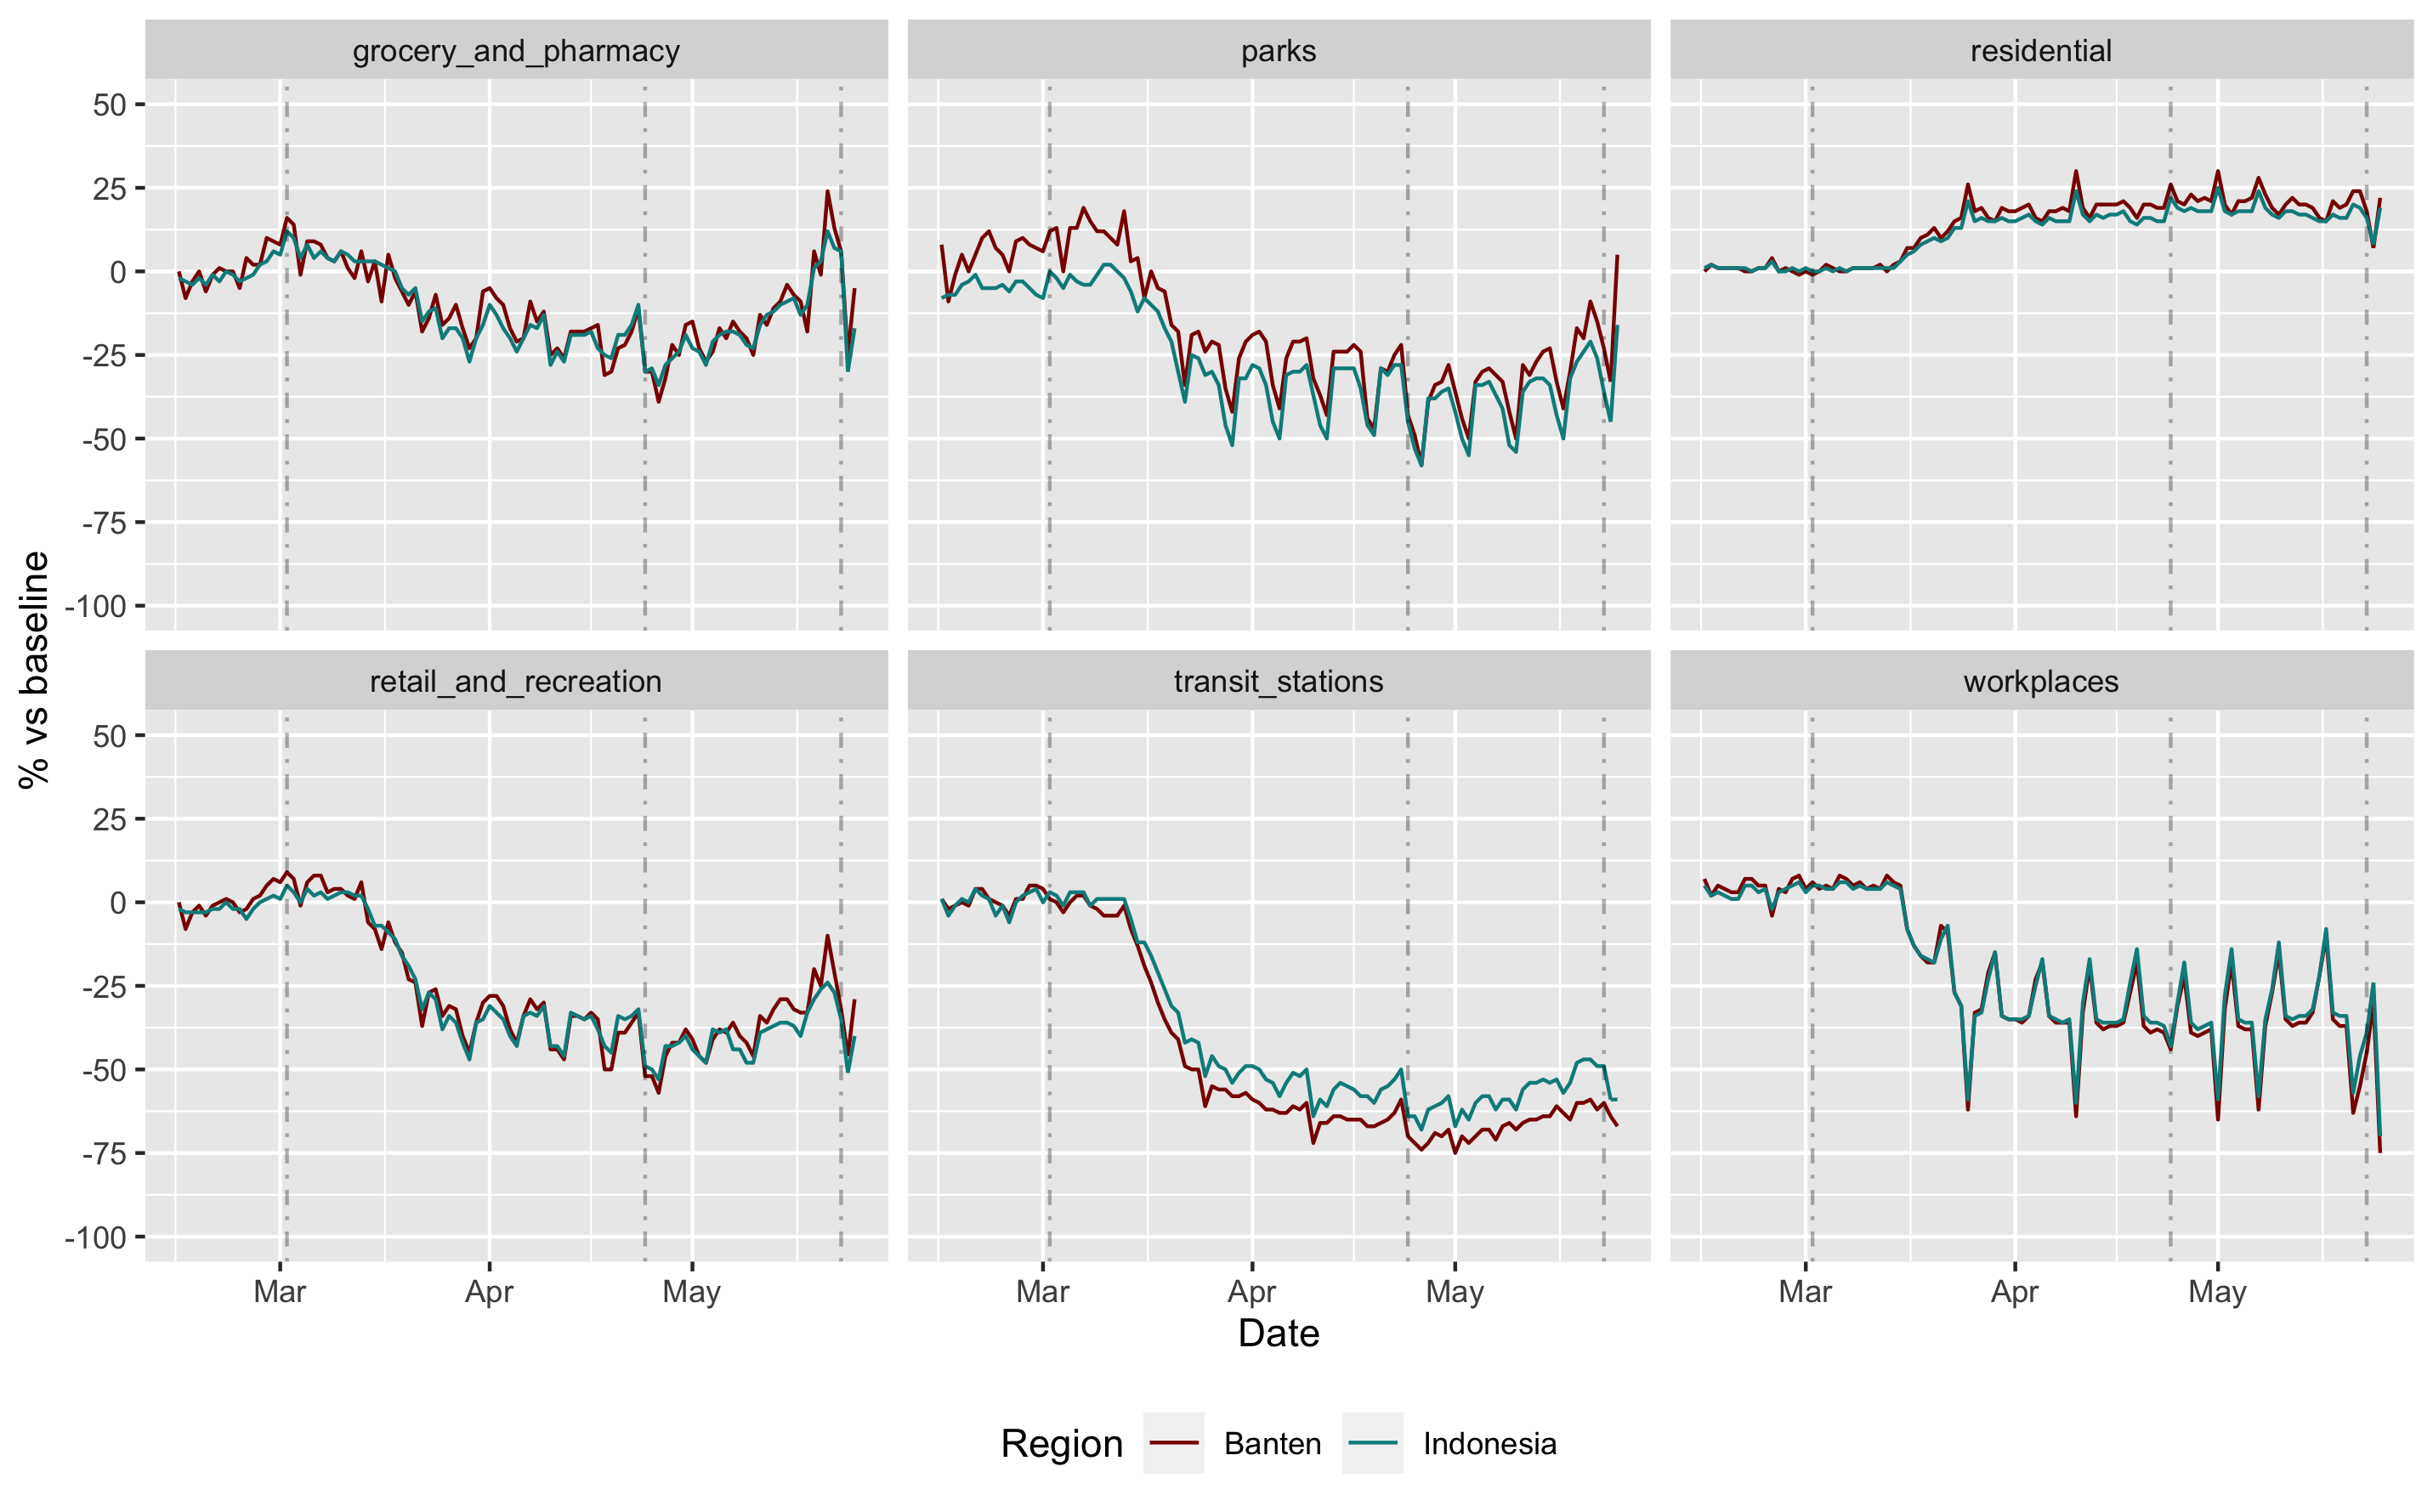 grocery_and_pharmacy
parks
residential
50
25
0
-25
-50
-75
-100
% vs baseline
retail_and_recreation
transit_stations
workplaces
50
25
0
-25
-50
-75
-100
Mar Apr May
Mar Apr May
Mar Apr May
Date
Region Banten Indonesia